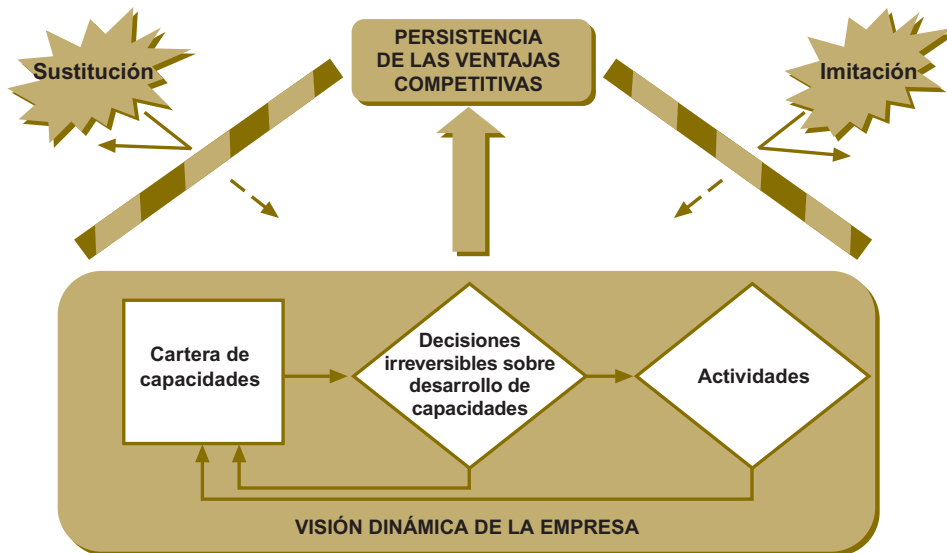 Sustitución
PERSISTENCIA
DE LAS VENTAJAS
COMPETITIVAS
Imitación
Cartera de
capacidades
Decisiones
irreversibles sobre
desarrollo de
capacidades
Actividades
VISIÓN DINÁMICA DE LA EMPRESA